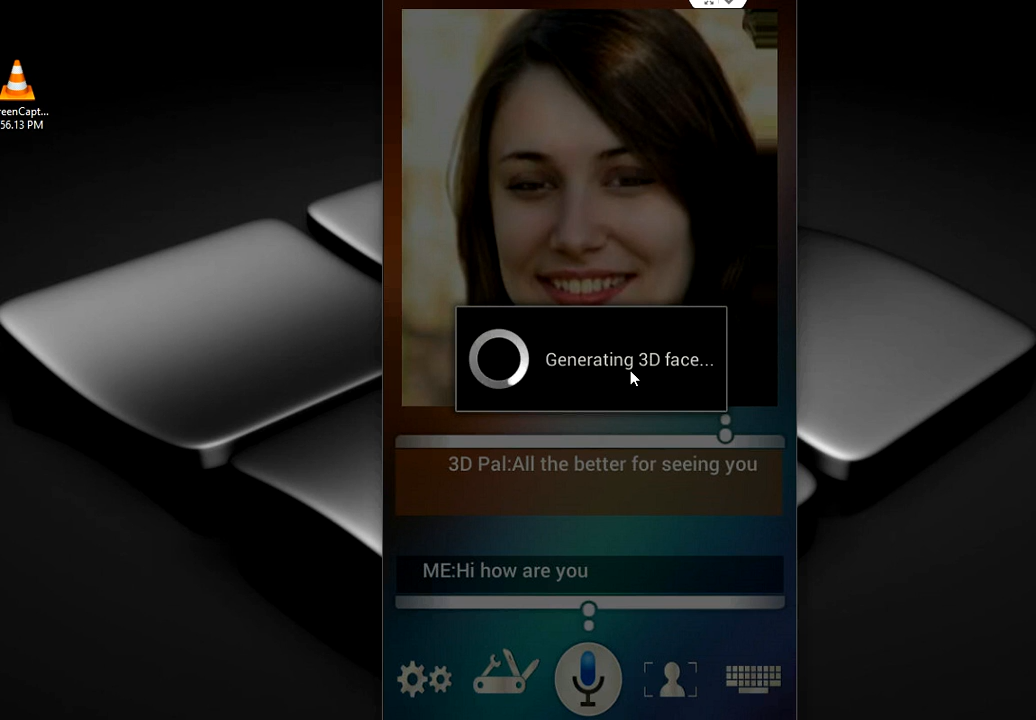 reenCapt...
56.13 PM
Generating 3D face...
3D Pal:All the better for seeing you
ME:Hi how are you